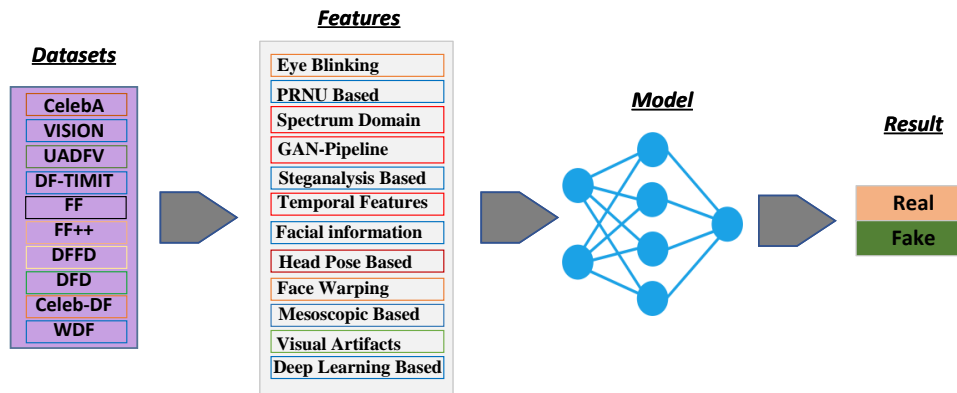 Datasets
CelebA
VISION
UADFV
DF-TIMIT
FF
FF++
DFFD
DFD
Celeb-DF
WDF
Features
Eye Blinking
PRNU Based
Spectrum Domain
GAN-Pipeline
Steganalysis Based
Temporal Features
Facial information
Head Pose Based
Face Warping
Mesoscopic Based
Visual Artifacts
Deep Learning Based
Model
Result
Real
Fake